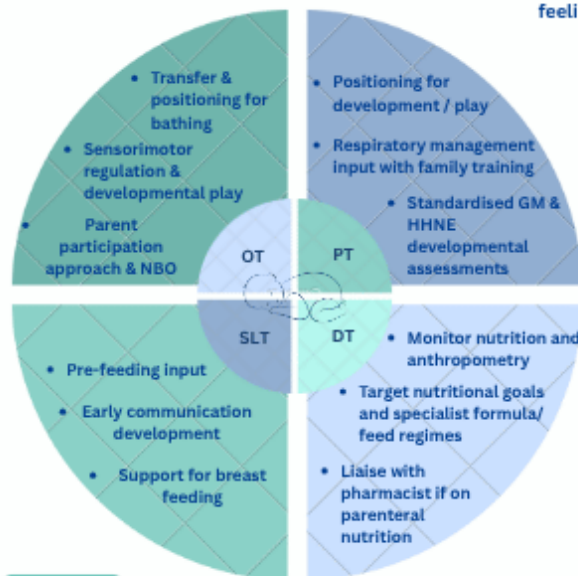 feeli
• Transfer &
positioning for
bathing
• Sensorimotor
regulation &
developmental play
• Parent
participation
approach & NBO
• Positioning for
development / play
• Respiratory management
input with family training
• Standardised GM &
HHNE
developmental
assessments
OT
PT
SLT
DT
• Pre-feeding input
• Early communication
development
• Support for breast
feeding
• Monitor nutrition and
anthropometry
• Target nutritional goals
and specialist formula/
feed regimes
• Liaise with
pharmacist if on
parenteral
nutrition